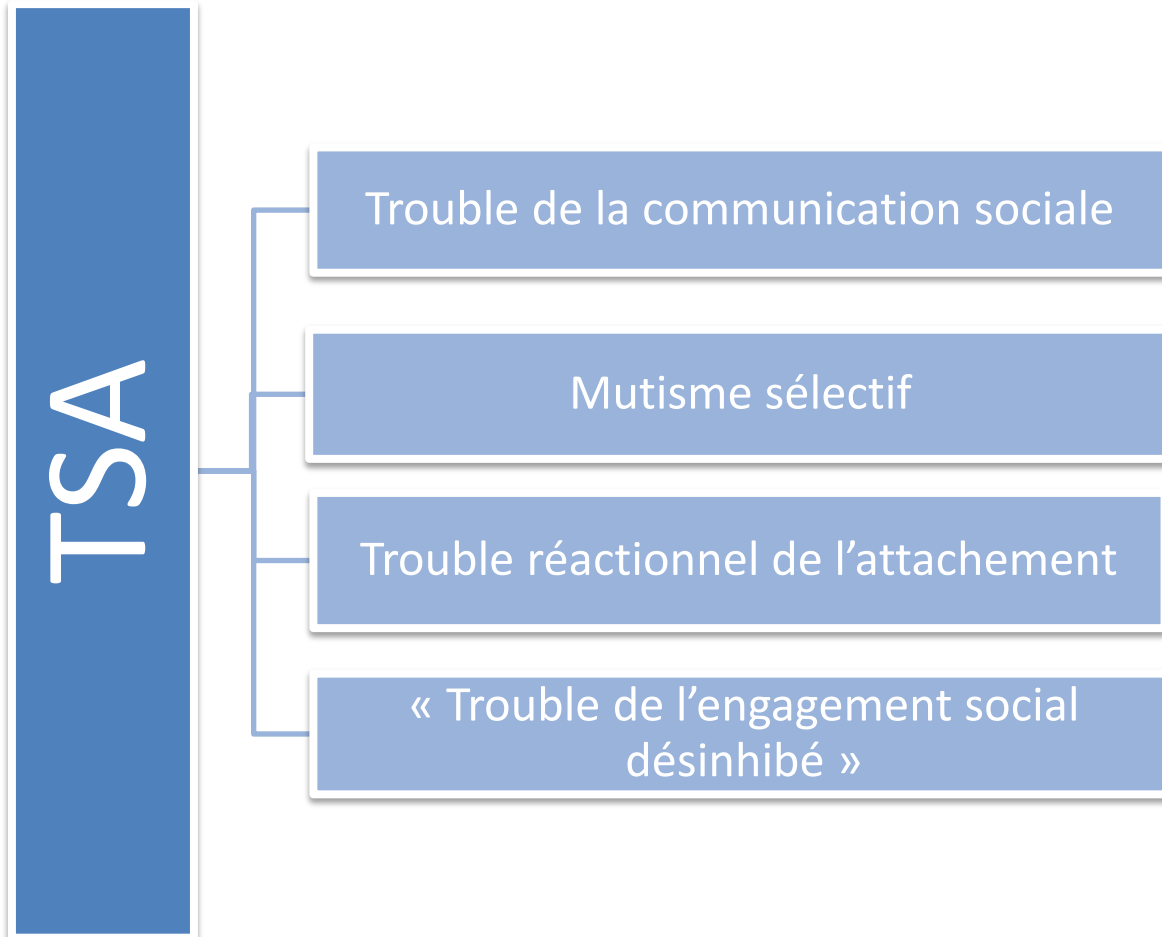 TSA
Trouble de la communication sociale
Mutisme sélectif
Trouble réactionnel de l’attachement
« Trouble de l’engagement social
désinhibé »